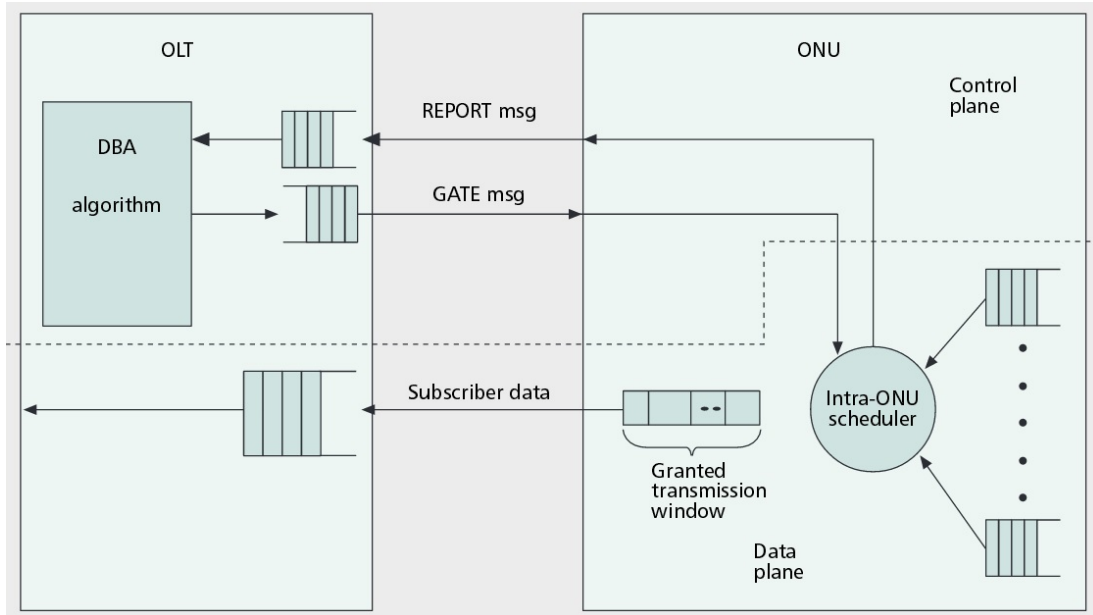 OLT
ONU
Control
plane
DBA
algorithm
REPORT msg
GATE msg
Subscriber data
Intra-ONU
scheduler
Granted
transmission
window
Data
plane